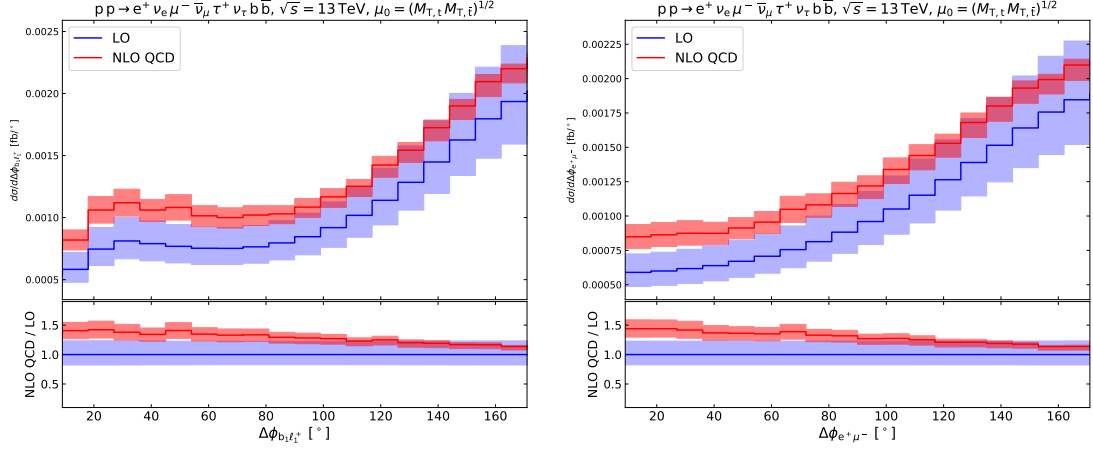 p p → e⁺ νₑ μ⁻ ν̄_μ τ⁺ ν_τ b b̄, √s = 13 TeV, μ₀ = (M_T,t M_T,t̄)^1/2
LO
NLO QCD
dσ/dΔϕ_b₁ℓ₁⁺ [fb/°]
0.0025
0.0020
0.0015
0.0010
0.0005
NLO QCD / LO
1.5
1.0
0.5
20 40 60 80 100 120 140 160
Δϕ_b₁ℓ₁⁺ [°]
p p → e⁺ νₑ μ⁻ ν̄_μ τ⁺ ν_τ b b̄, √s = 13 TeV, μ₀ = (M_T,t M_T,t̄)^1/2
LO
NLO QCD
dσ/dΔϕ_e⁺μ⁻ [fb/°]
0.00225
0.00200
0.00175
0.00150
0.00125
0.00100
0.00075
0.00050
NLO QCD / LO
1.5
1.0
0.5
20 40 60 80 100 120 140 160
Δϕ_e⁺μ⁻ [°]